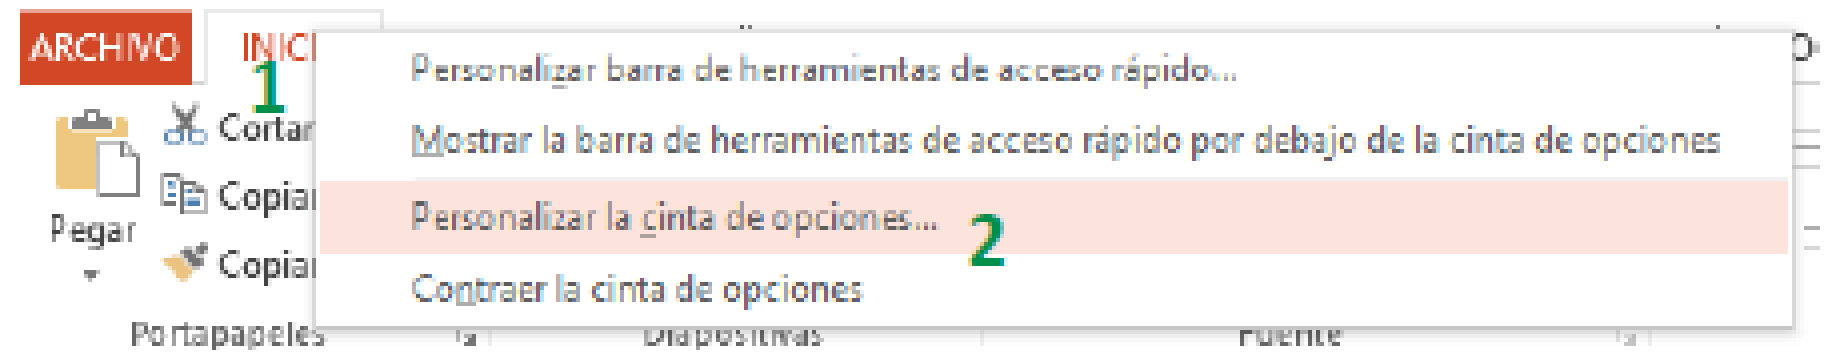 ARCHIVO INICI
1
Personalizar barra de herramientas de acceso rápido...
Mostrar la barra de herramientas de acceso rápido por debajo de la cinta de opciones
Personalizar la cinta de opciones...
2
Contraer la cinta de opciones
Pegar
Cortar
Copiar
Copiar
Portapapeles
Diapositivas
Fuente